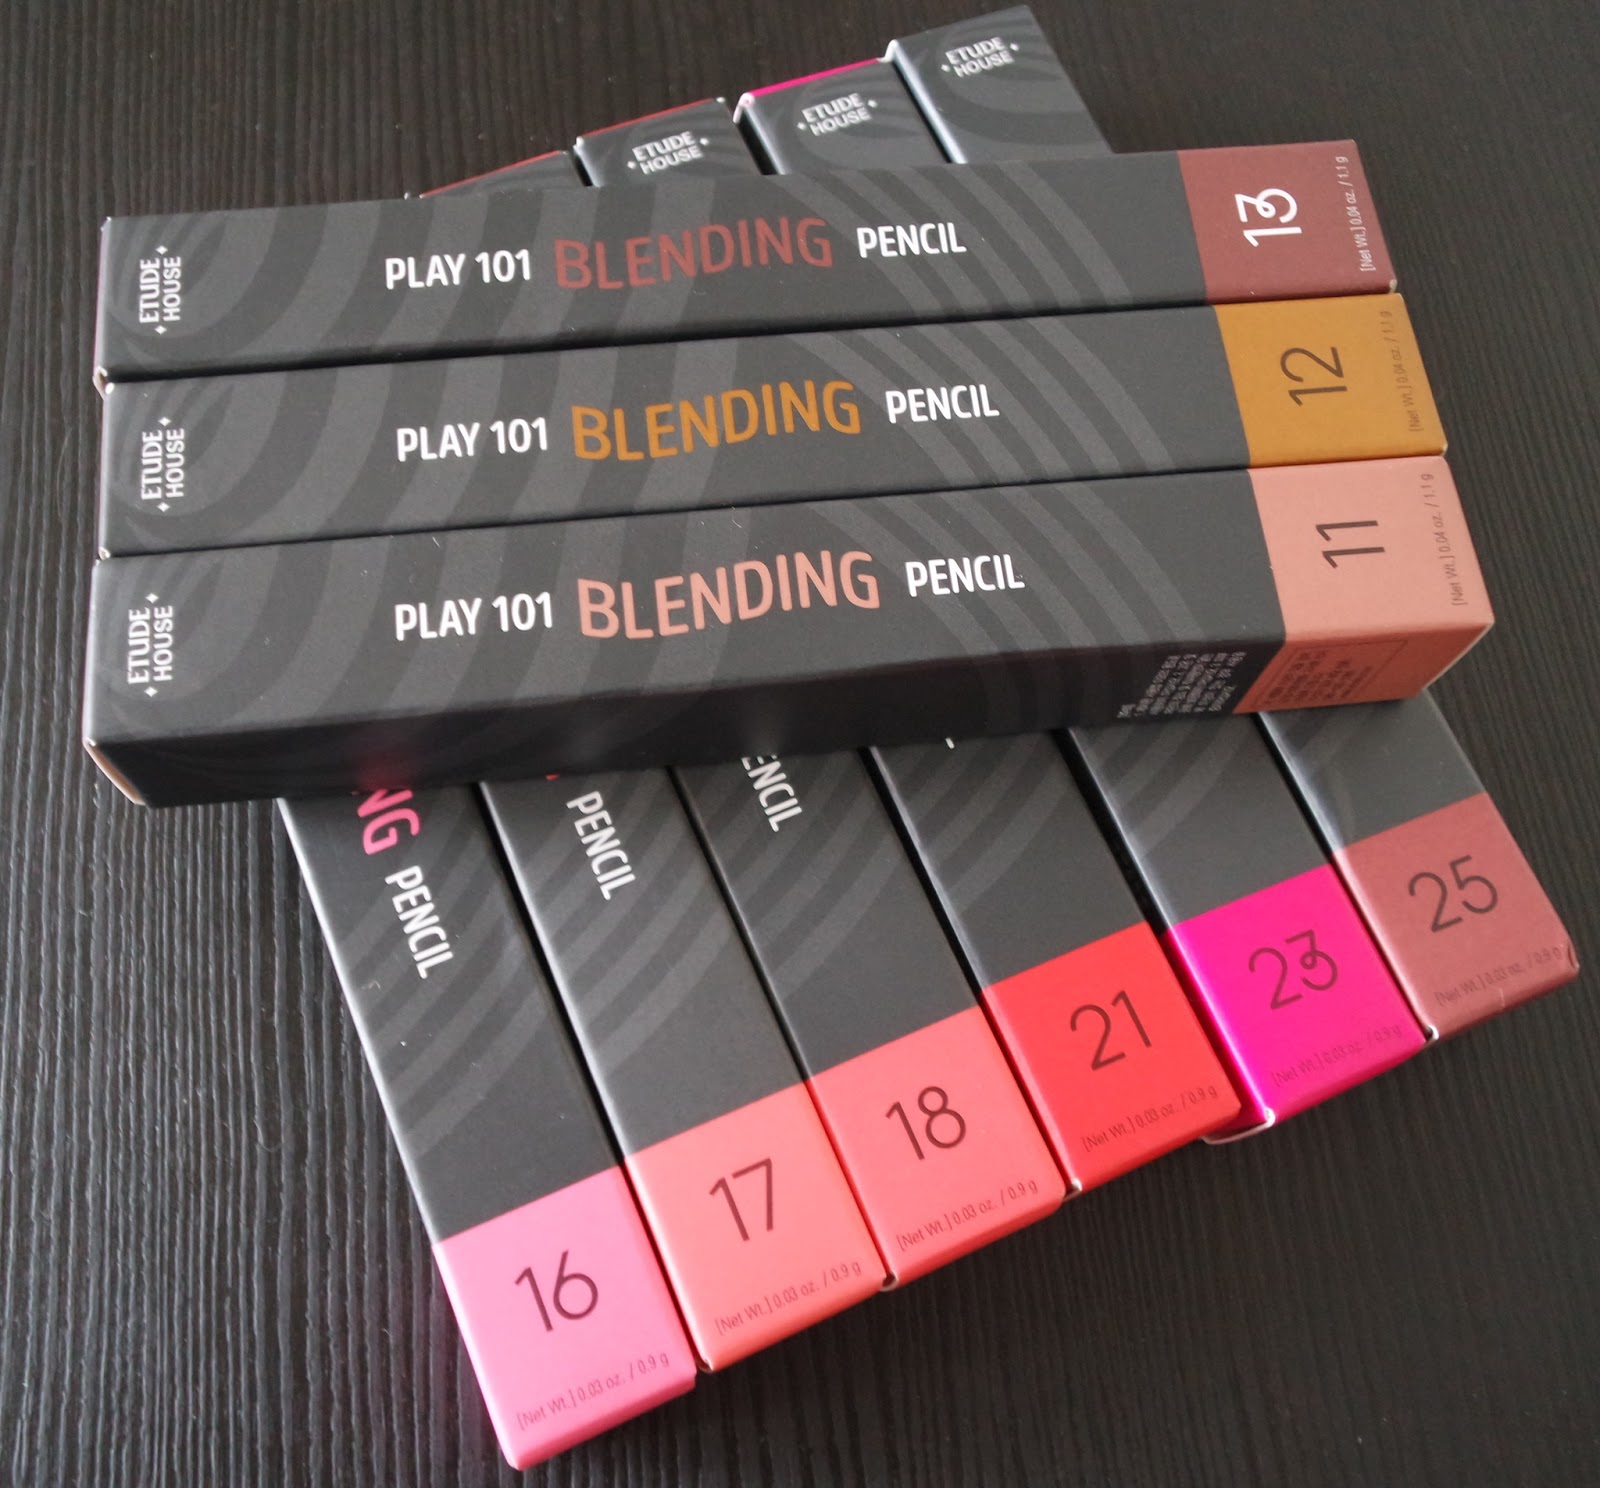 ETUDE
HOUSE
ETUDE
HOUSE
ETUDE
HOUSE
ETUDE
HOUSE
PLAY 101 BLENDING PENCIL
13
[Net Wt.] 0.04 oz. / 1.1 g
ETUDE
HOUSE
PLAY 101 BLENDING PENCIL
12
[Net Wt.] 0.04 oz. / 1.1 g
ETUDE
HOUSE
PLAY 101 BLENDING PENCIL
11
[Net Wt.] 0.04 oz. / 1.1 g
NG PENCIL
16
[Net Wt.] 0.03 oz. / 0.9 g
PENCIL
17
[Net Wt.] 0.03 oz. / 0.9 g
ENCIL
18
[Net Wt.] 0.03 oz. / 0.9 g
21
[Net Wt.] 0.03 oz. / 0.9 g
23
[Net Wt.] 0.03 oz. / 0.9 g
25
[Net Wt.] 0.03 oz. / 0.9 g